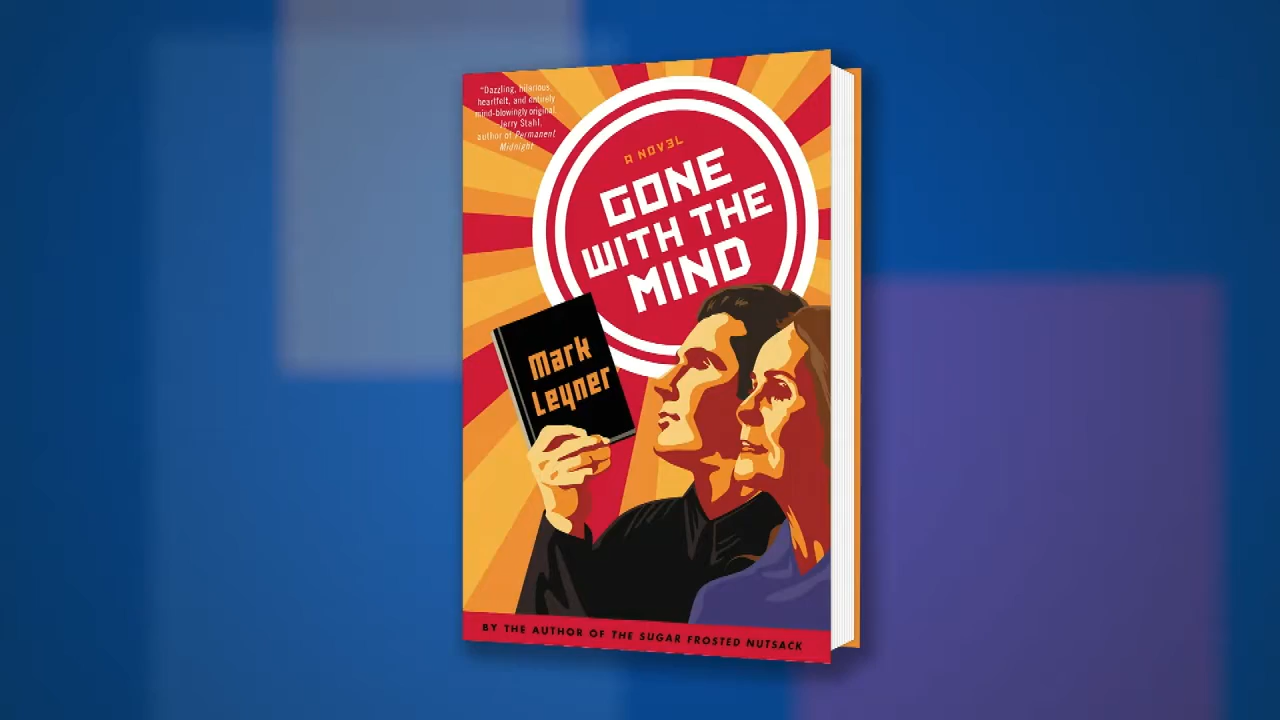 "Dazzling, hilarious,
heartfelt, and entirely
mind-blowingly original.
Jerry Stahl,
author of Permanent
Midnight
A NOVEL
GONE
WITH THE
MIND
Mark
Leyner
BY THE AUTHOR OF THE SUGAR FROSTED NUTSACK